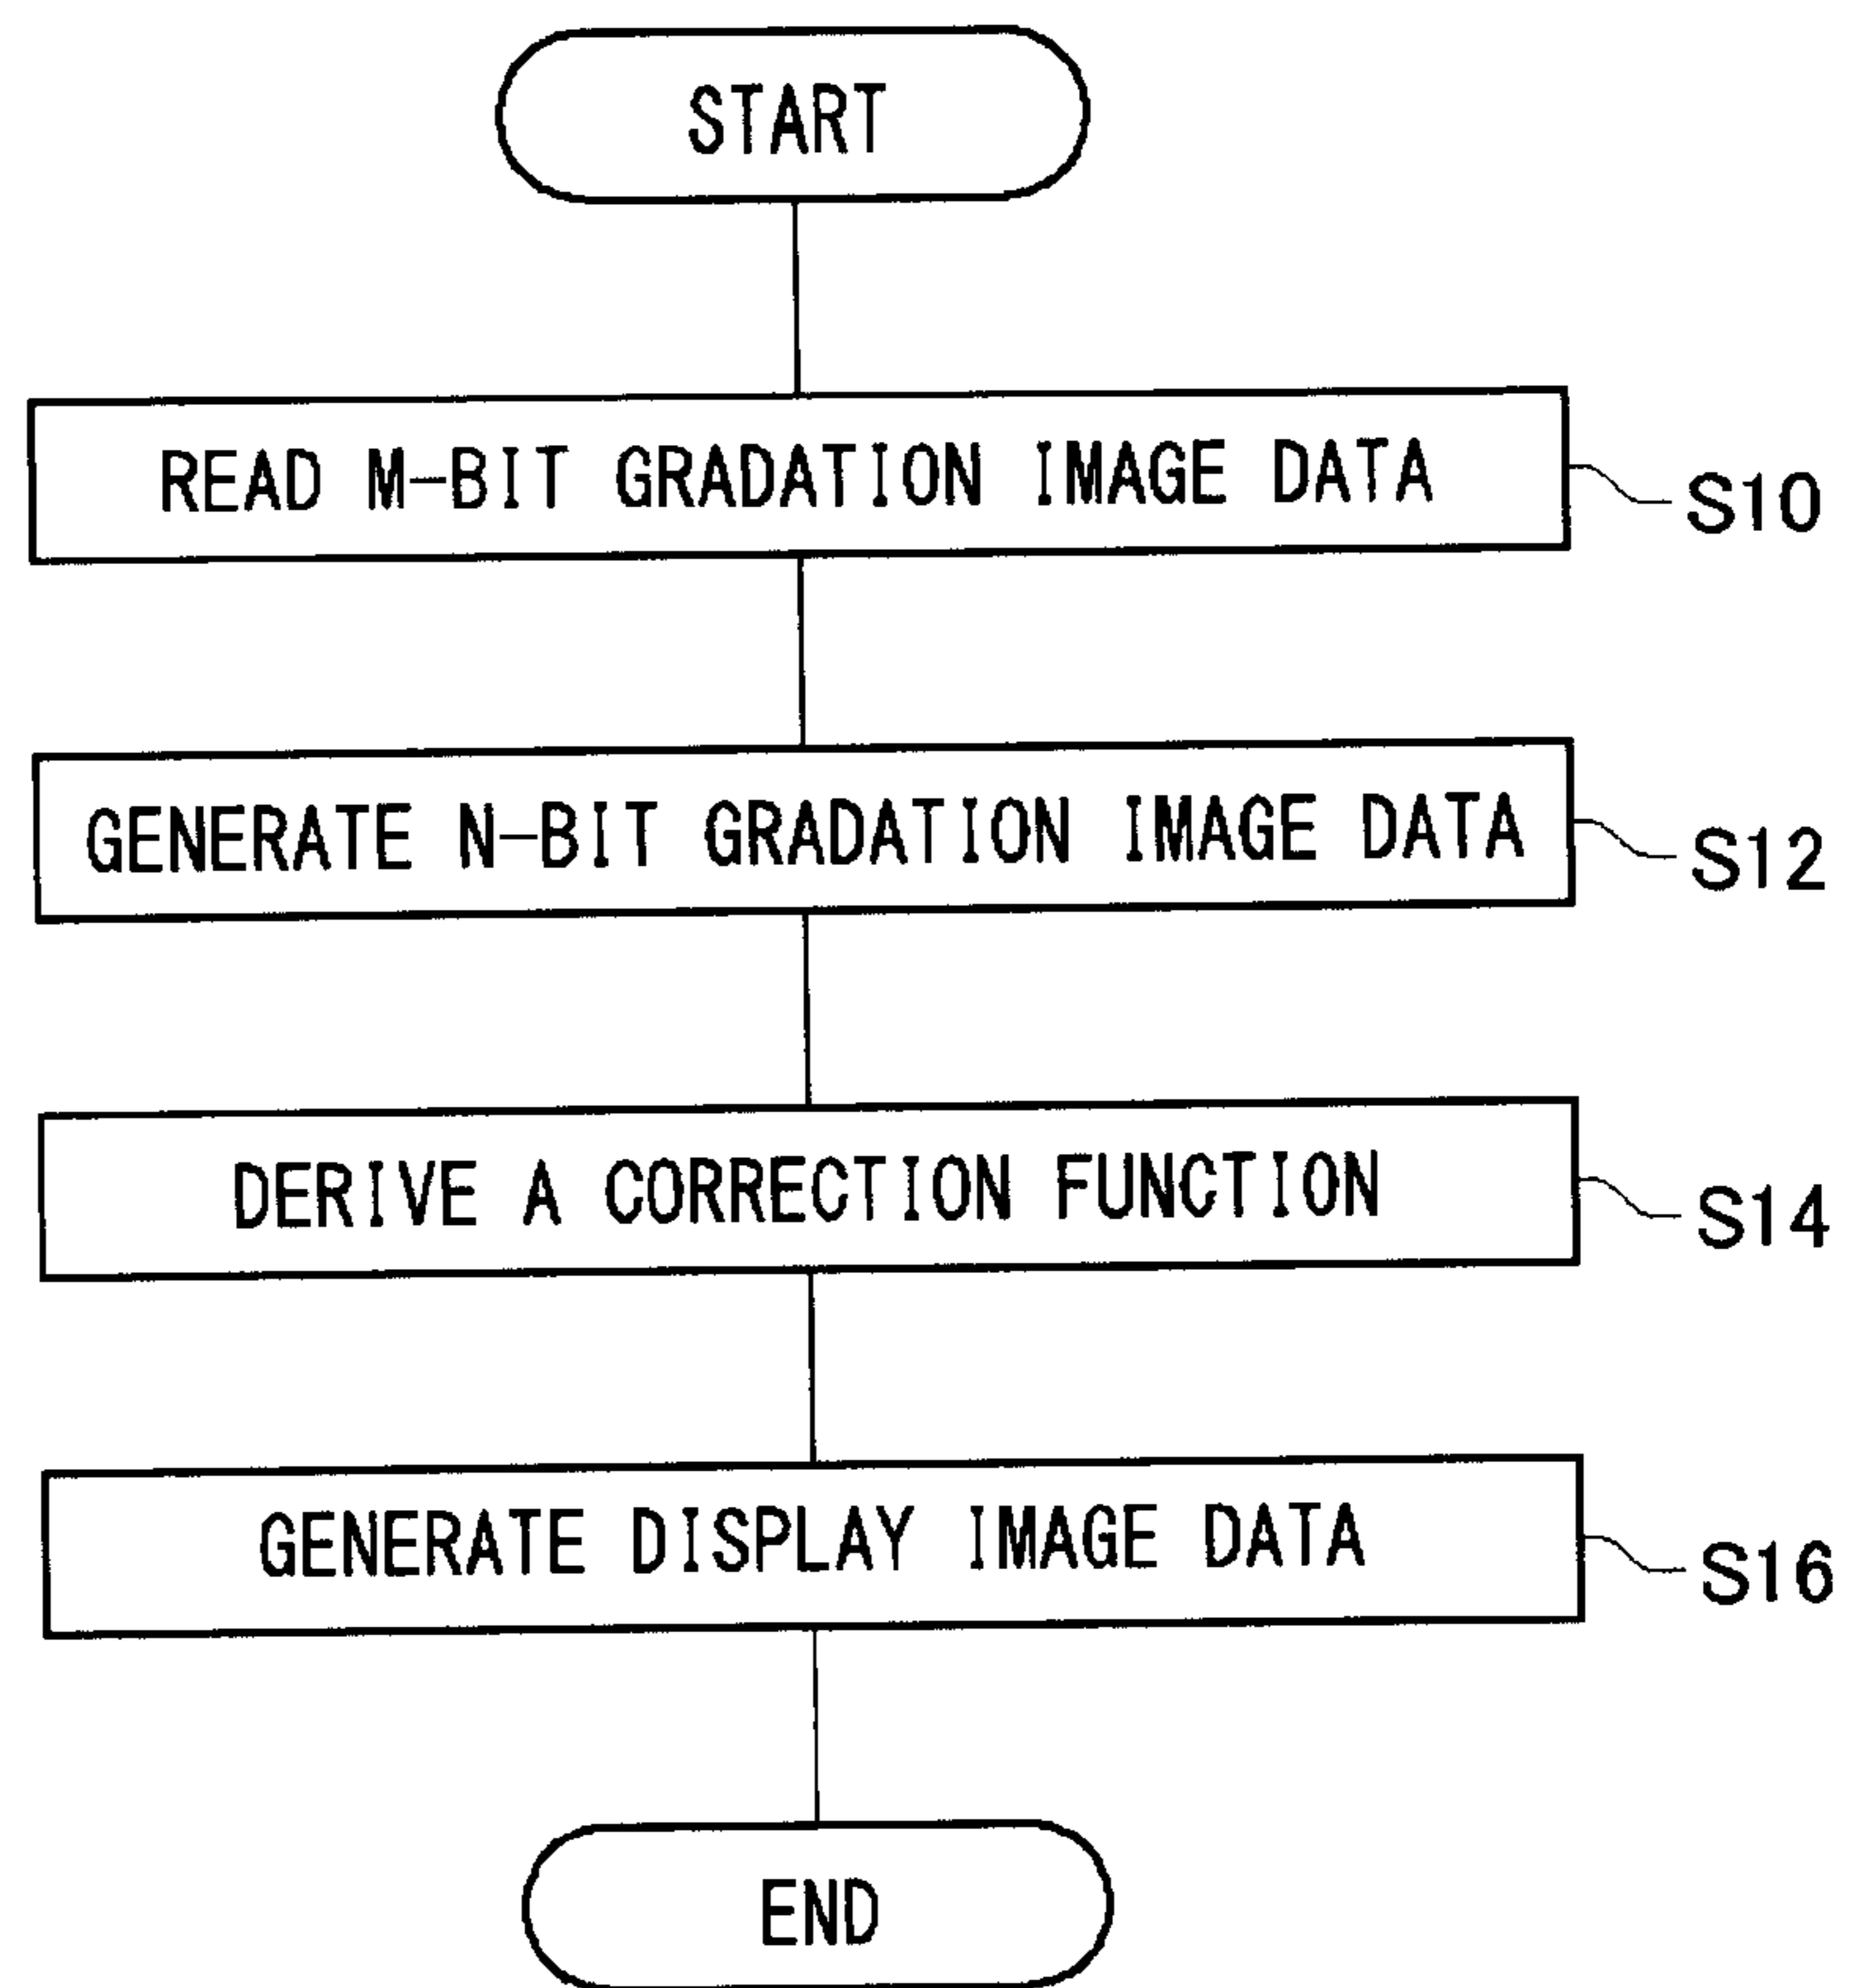 START
READ M-BIT GRADATION IMAGE DATA
S10
GENERATE N-BIT GRADATION IMAGE DATA
S12
DERIVE A CORRECTION FUNCTION
S14
GENERATE DISPLAY IMAGE DATA
S16
END